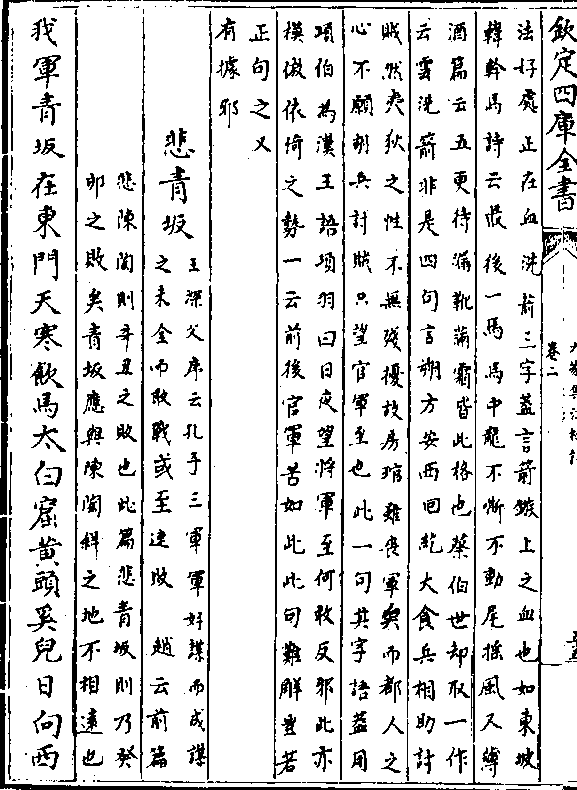 欽定四庫全書
卷二
法好處正在血洗箭三字蓋言箭鏃上之血也如東坡
韓幹馬詩云最後一馬馬中龍不嘶不動尾搖風又縛
酒篇云五更待漏靴滿霜皆此格也蔡伯世却取一作
云雪洗箭非是四句言朔方安西回紇大食兵相助討
賊然夷狄之性不無殘擾故房琯雖喪軍矣而都人之
心不願胡兵討賊只望官軍至也此一句其字語蓋用
項伯為漢王語項羽曰日夜望將軍至何敢反邪此亦
模倣依倚之勢一云前後官軍苦如此此句難解豈若
正句之又
有據邪
悲青坂
王深父序云孔子三軍軍好謀而成謀
之未全而敗戰或至速敗 趙云前篇
悲陳陶則辛丑之敗也此篇悲青坂則乃癸
卯之敗矣青坂應與陳陶斜之地不相遠也
我軍青坂在東門天寒飲馬太白窟黃頭奚兒日向西